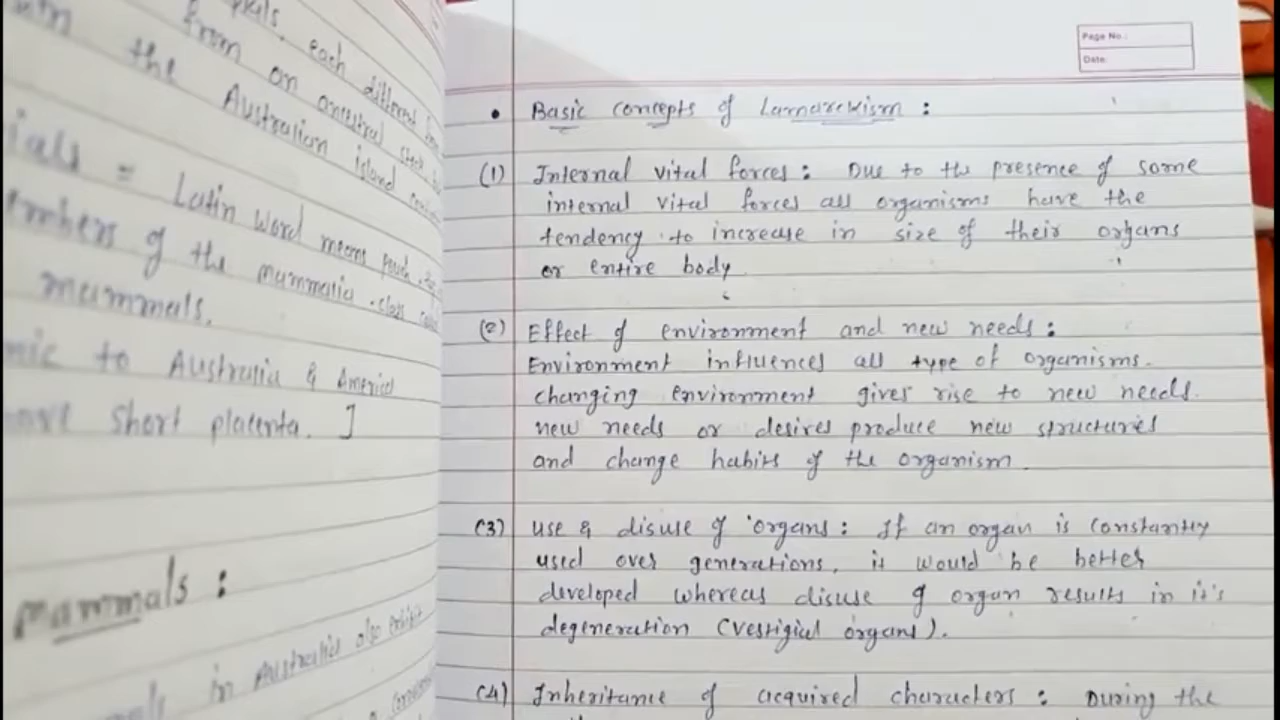 each different
from an ancestral stock
the Australian island
= Latin word means pouch
of the mammalia class
mammals.
to Australia & America
short placenta. ]
mammals :
in Australia also exhibit
Page No.:
Date:
• Basic concepts of Lamarckism :
(1) Internal vital forces : Due to the presence of some
internal vital forces all organisms have the
tendency to increase in size of their organs
or entire body
(2) Effect of environment and new needs :
Environment influences all type of organisms.
changing environment gives rise to new needs.
new needs or desires produce new structures
and change habits of the organism.
(3) use & disuse of organs : If an organ is constantly
used over generations, it would be better
developed whereas disuse of organ results in it's
degeneration (vestigial organs).
(4) Inheritance of acquired characters : During the